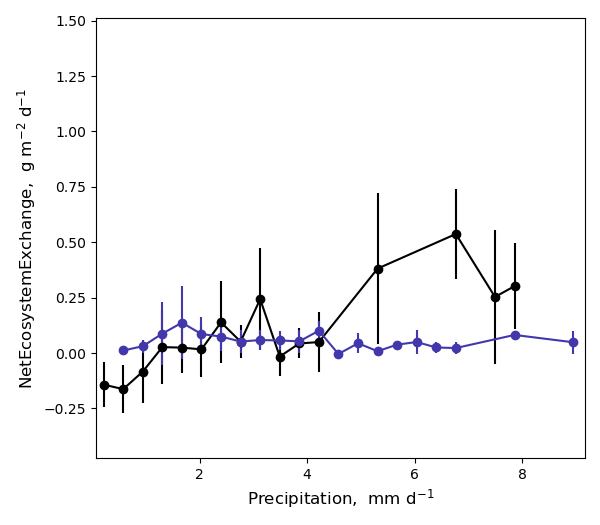 1.50
1.25
1.00
0.75
0.50
0.25
0.00
−0.25
2 4 6 8
NetEcosystemExchange, g m⁻² d⁻¹
Precipitation, mm d⁻¹